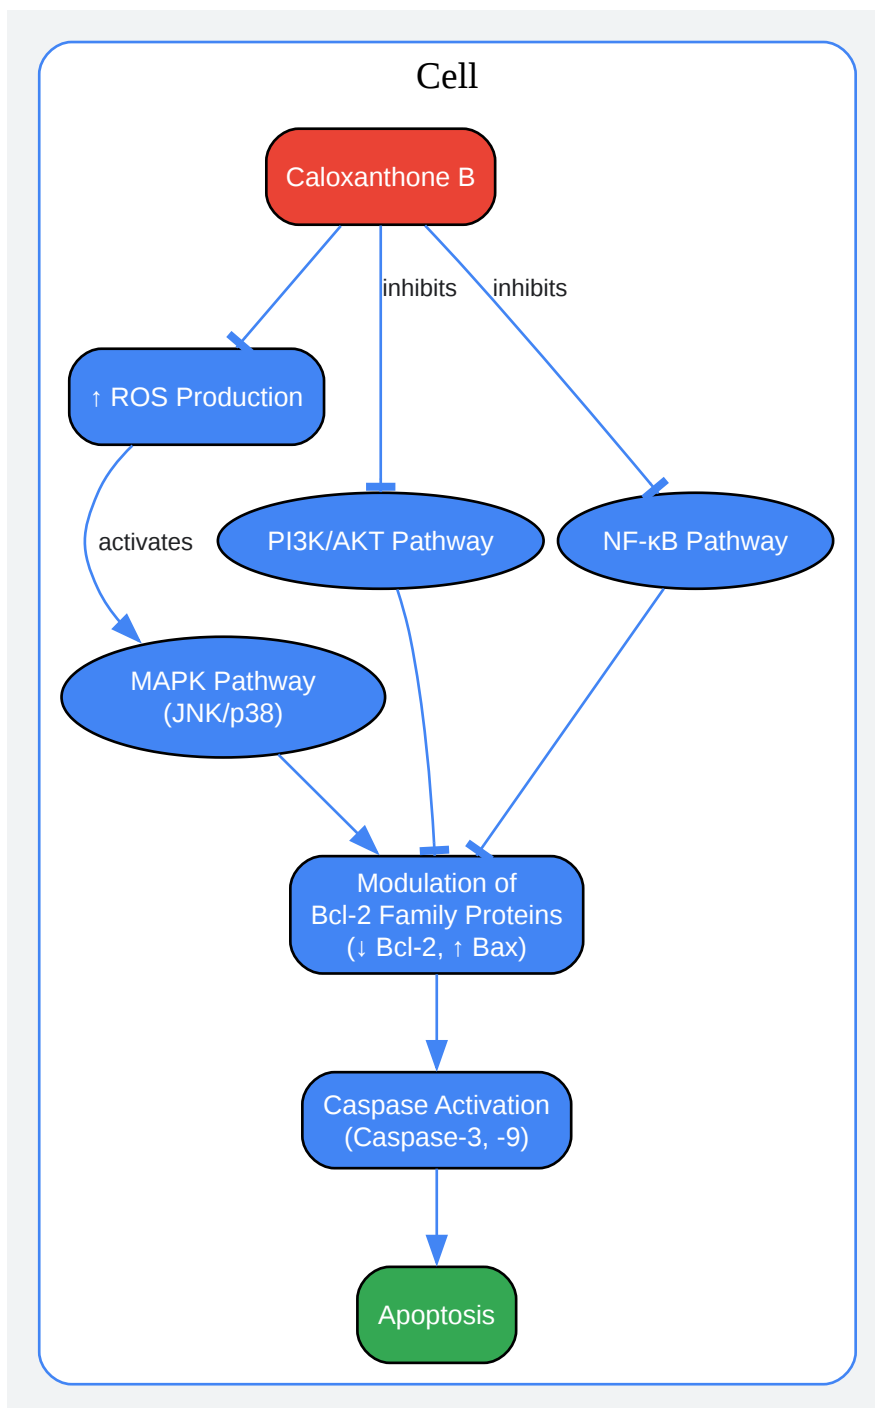 Cell
Caloxanthone B
inhibits
inhibits
↑ ROS Production
activates
PI3K/AKT Pathway
NF-κB Pathway
MAPK Pathway
(JNK/p38)
Modulation of
Bcl-2 Family Proteins
(↓ Bcl-2, ↑ Bax)
Caspase Activation
(Caspase-3, -9)
Apoptosis